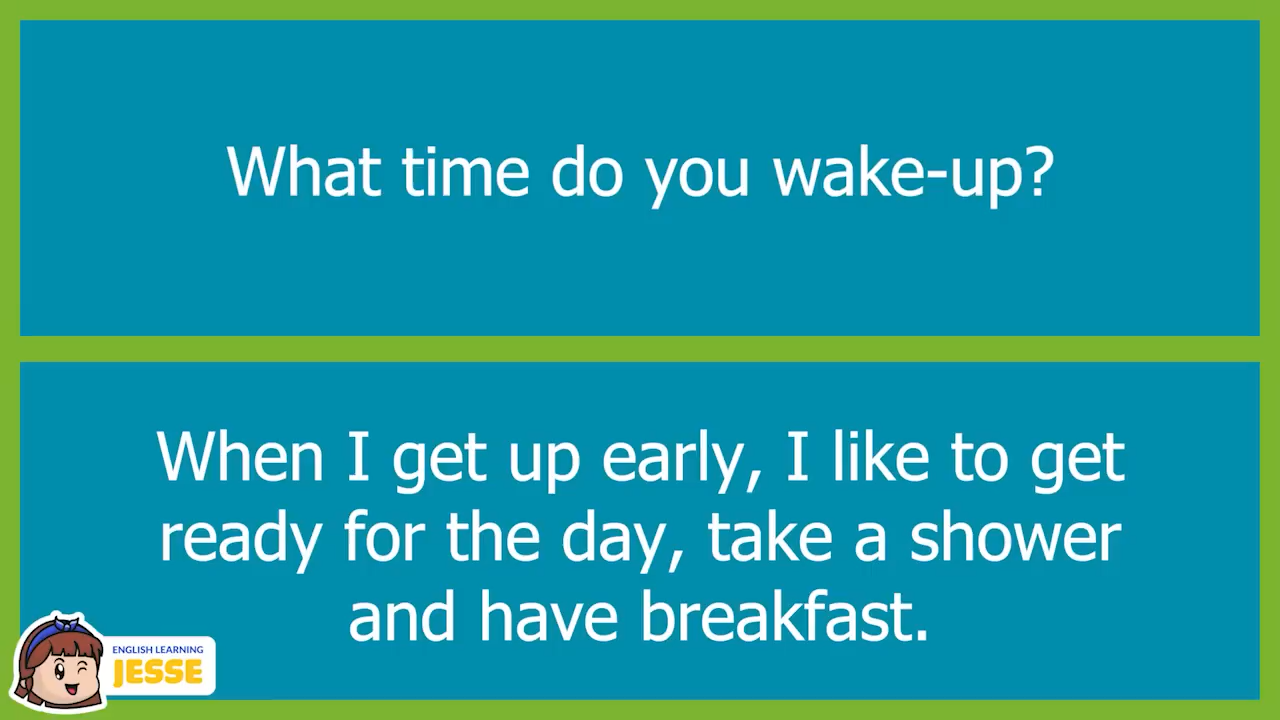 What time do you wake-up?
When I get up early, I like to get
ready for the day, take a shower
and have breakfast.
ENGLISH LEARNING
JESSE